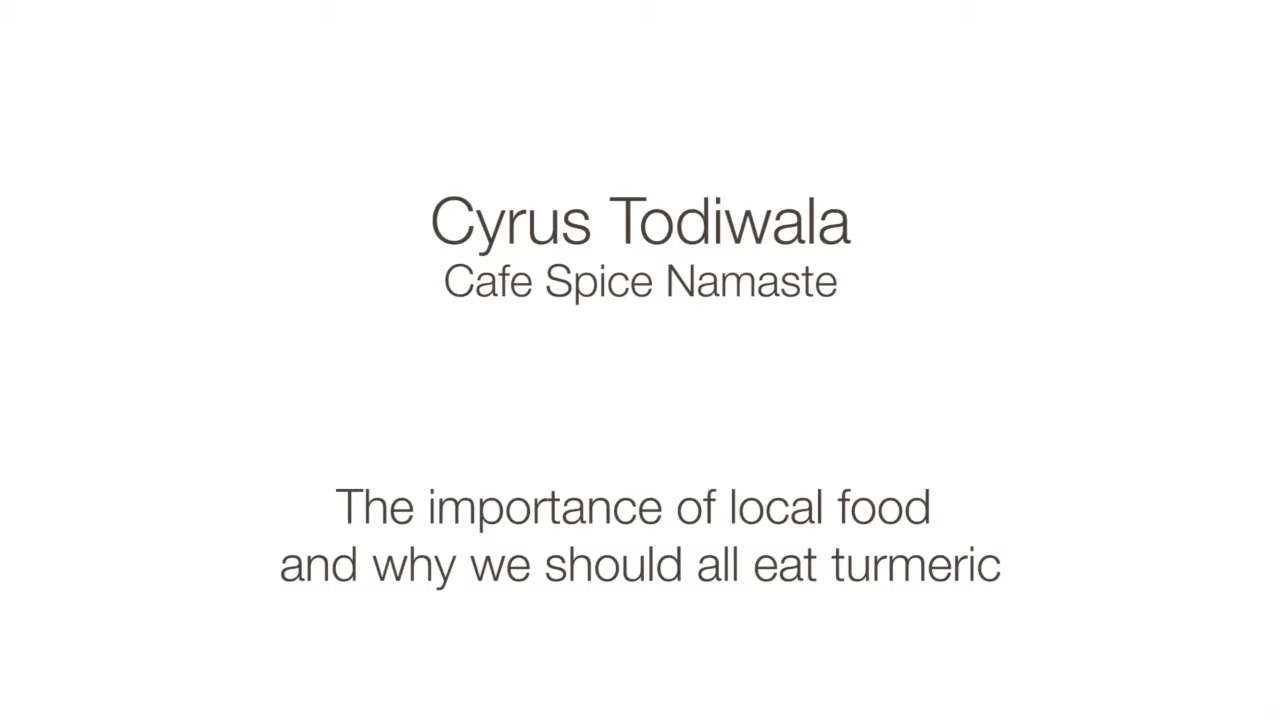 Cyrus Todiwala
Cafe Spice Namaste
The importance of local food
and why we should all eat turmeric